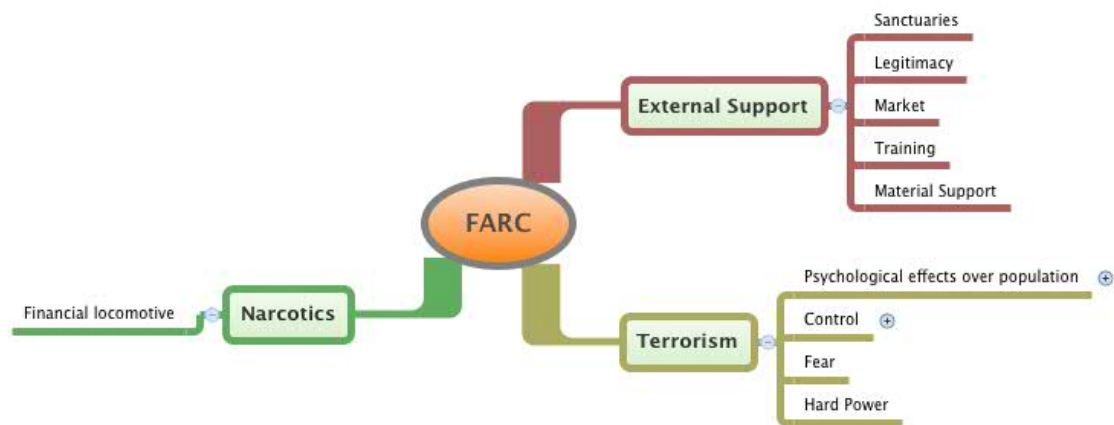 FARC
External Support
Sanctuaries
Legitimacy
Market
Training
Material Support
Narcotics
Financial locomotive
Terrorism
Psychological effects over population
Control
Fear
Hard Power